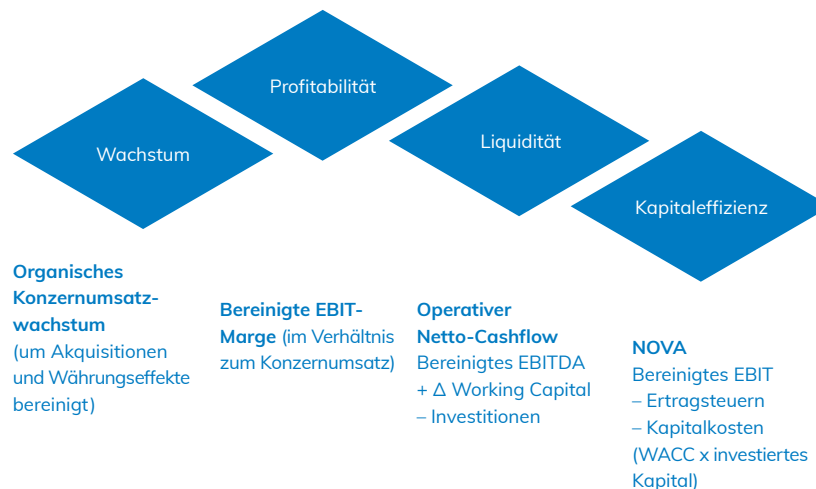 Wachstum
Profitabilität
Liquidität
Kapitaleffizienz
Organisches
Konzernumsatz-
wachstum
(um Akquisitionen
und Währungseffekte
bereinigt)
Bereinigte EBIT-
Marge (im Verhältnis
zum Konzernumsatz)
Operativer
Netto-Cashflow
Bereinigtes EBITDA
+ Δ Working Capital
– Investitionen
NOVA
Bereinigtes EBIT
– Ertragsteuern
– Kapitalkosten
(WACC x investiertes
Kapital)